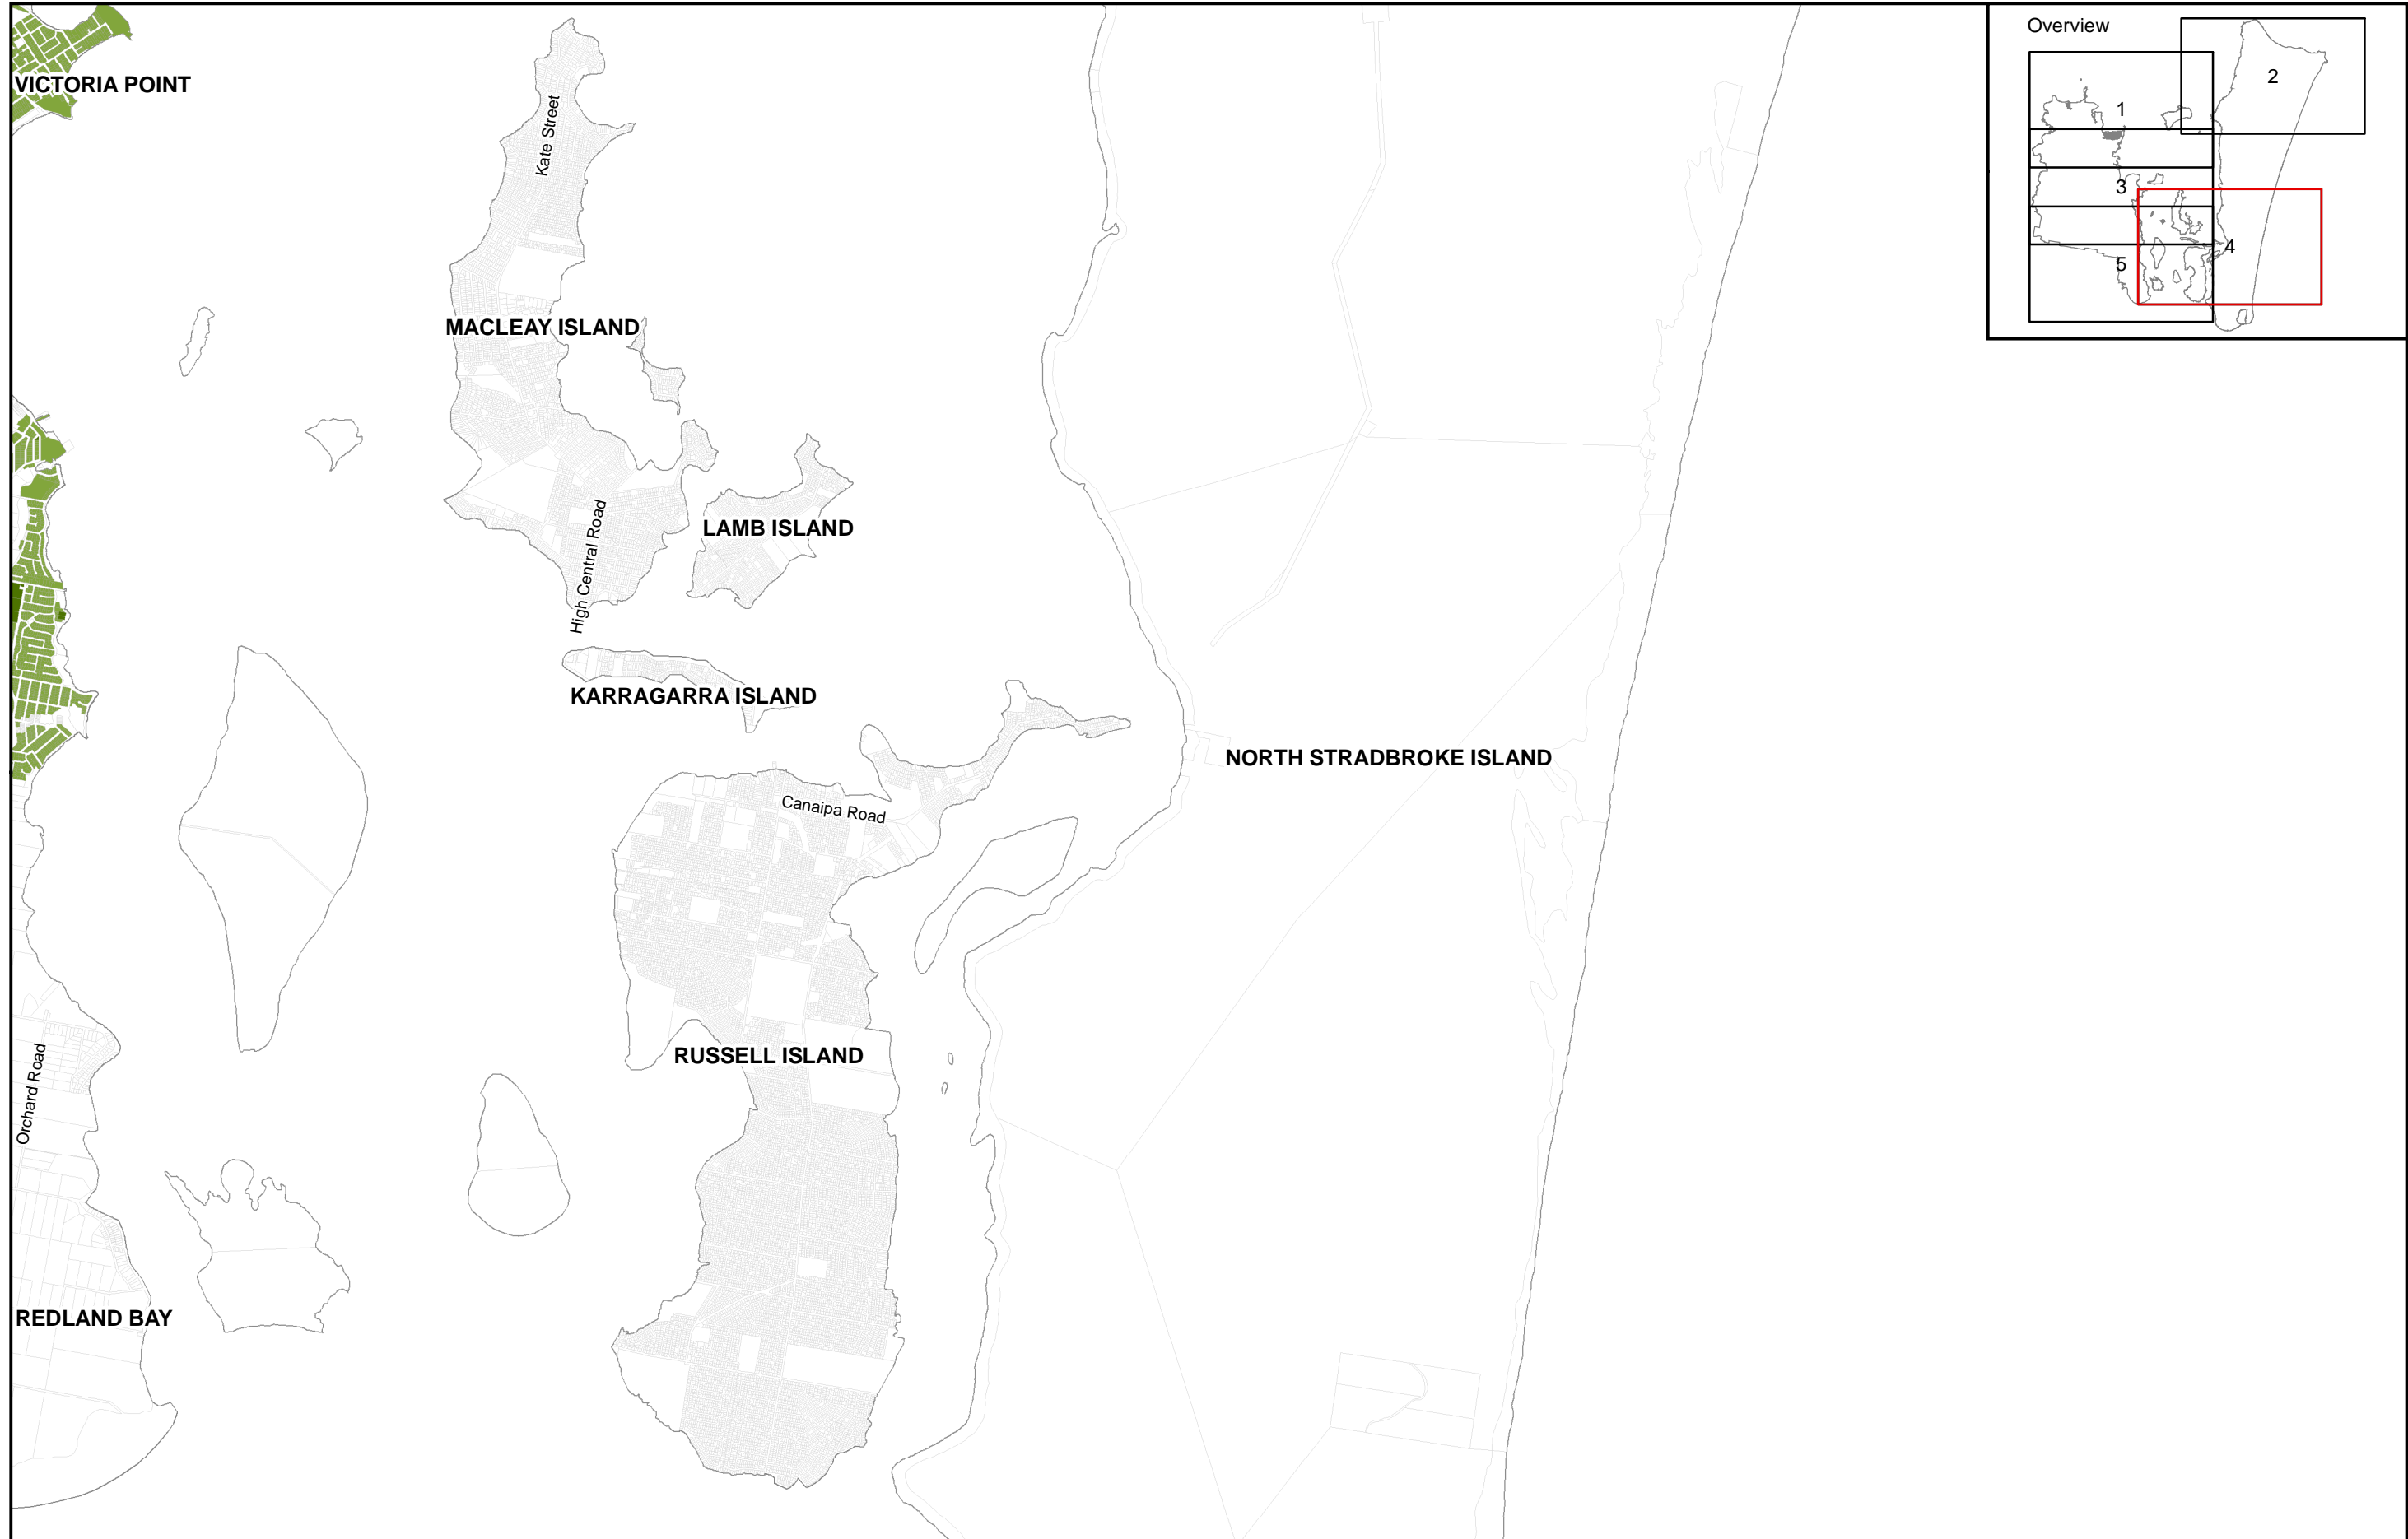 Overview
2
1
3
4
5
VICTORIA POINT
Kate Street
MACLEAY ISLAND
High Central Road
LAMB ISLAND
KARRAGARRA ISLAND
NORTH STRADBROKE ISLAND
Canaipa Road
RUSSELL ISLAND
Orchard Road
REDLAND BAY